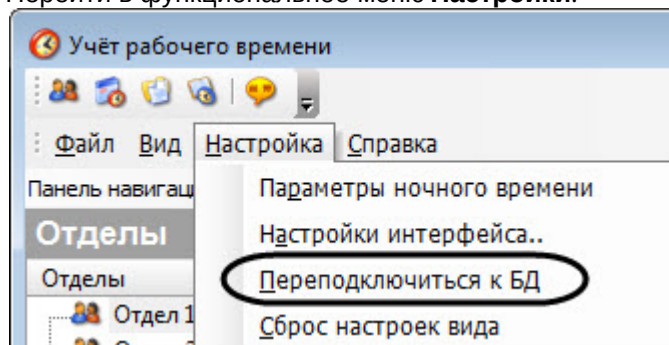 Перейти в функциональное меню Настройки.
Учёт рабочего времени
Файл Вид Настройка Справка
Панель навигац
Параметры ночного времени
Отделы
Настройки интерфейса..
Отделы
Переподключиться к БД
Отдел 1
Сброс настроек вида